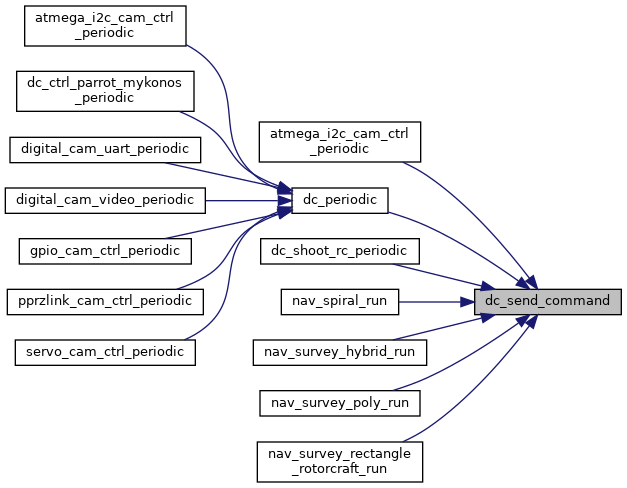 atmega_i2c_cam_ctrl
_periodic
dc_ctrl_parrot_mykonos
_periodic
digital_cam_uart_periodic
digital_cam_video_periodic
gpio_cam_ctrl_periodic
pprzlink_cam_ctrl_periodic
servo_cam_ctrl_periodic
atmega_i2c_cam_ctrl
_periodic
dc_periodic
dc_shoot_rc_periodic
nav_spiral_run
nav_survey_hybrid_run
nav_survey_poly_run
nav_survey_rectangle
_rotorcraft_run
dc_send_command